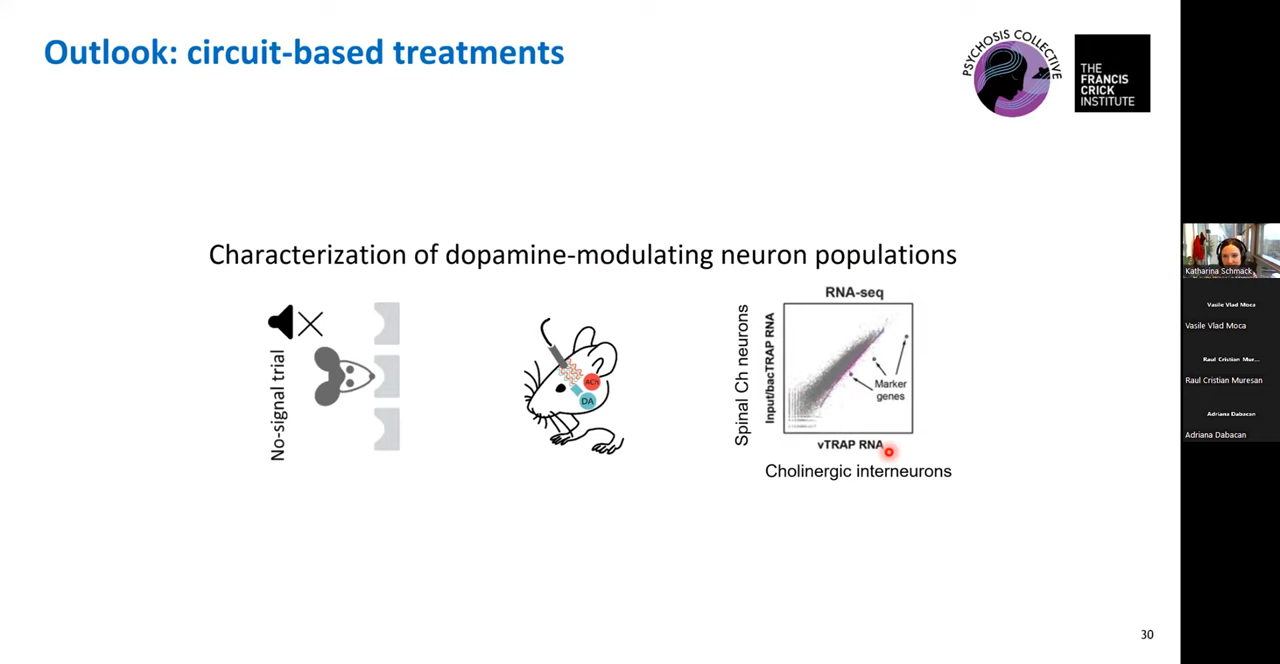 Outlook: circuit-based treatments
PSYCHOSIS COLLECTIVE
THE
FRANCIS
CRICK
INSTITUTE
Characterization of dopamine-modulating neuron populations
No-signal trial
ACh
DA
RNA-seq
Spinal Ch neurons
Input/bacTRAP RNA
Marker
genes
vTRAP RNA
Cholinergic interneurons
30
Katharina Schmack
Vasile Vlad Moca
Vasile Vlad Moca
Raul Cristian Mur...
Raul Cristian Muresan
Adriana Dabacan
Adriana Dabacan